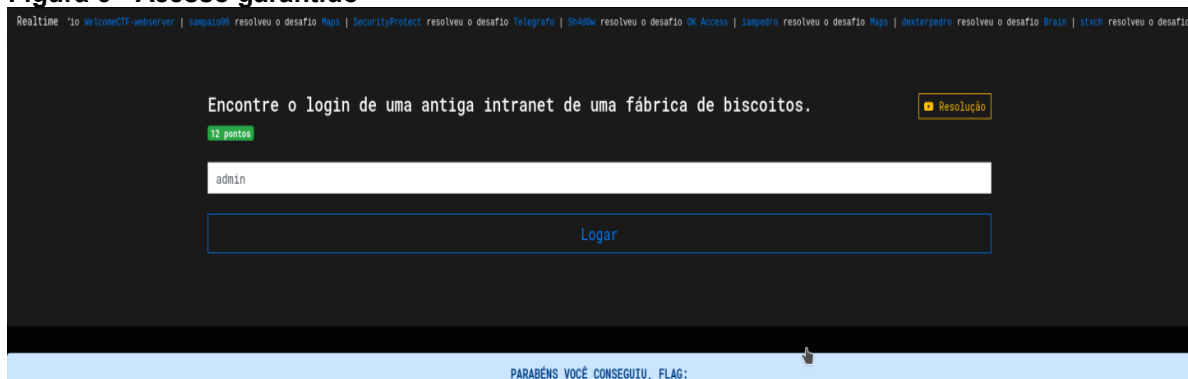 Realtime 'io WelcomeCTF-webserver | sampaio06 resolveu o desafio Maps | SecurityProtect resolveu o desafio Telegrafo | Sh4d0w resolveu o desafio OK Access | iampedro resolveu o desafio Maps | dexterpedro resolveu o desafio Brain | stxch resolveu o desafio
Encontre o login de uma antiga intranet de uma fábrica de biscoitos.
Resolução
12 pontos
admin
Logar
PARABÉNS VOCÊ CONSEGUIU. FLAG: